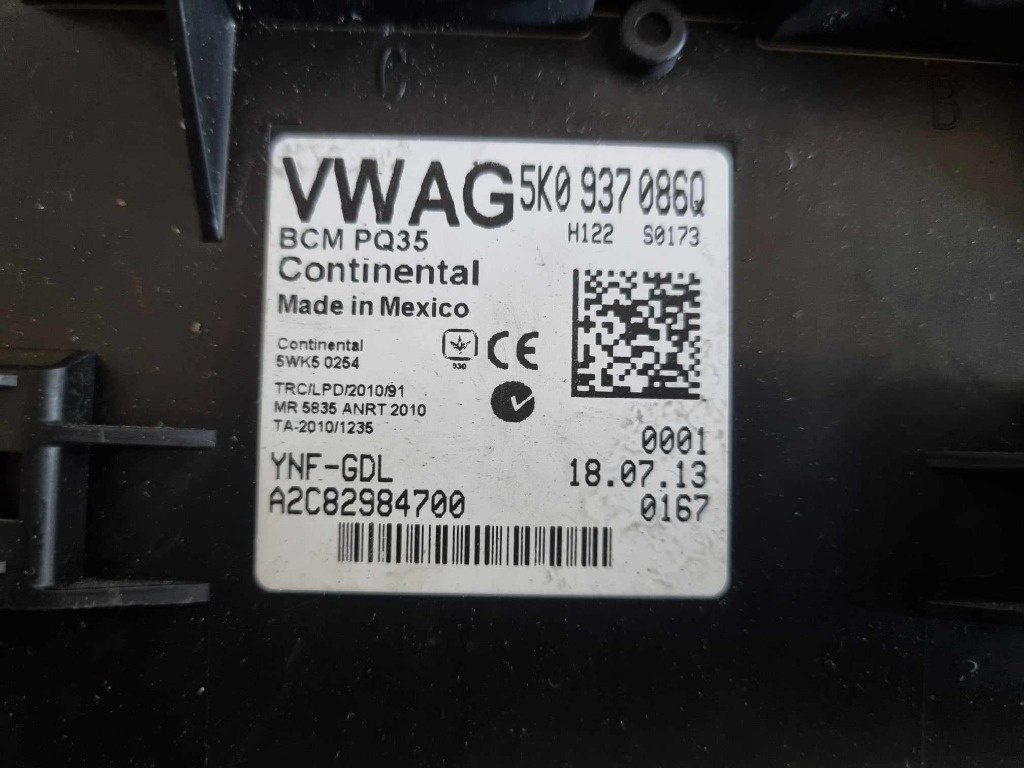 C
B
VWAG 5K0 937 086Q
BCM PQ35 H122 S0173
Continental
Made in Mexico
Continental
5WK5 0254
030
CE
TRC/LPD/2010/91
MR 5835 ANRT 2010
TA-2010/1235
0001
YNF-GDL 18.07.13
A2C82984700 0167